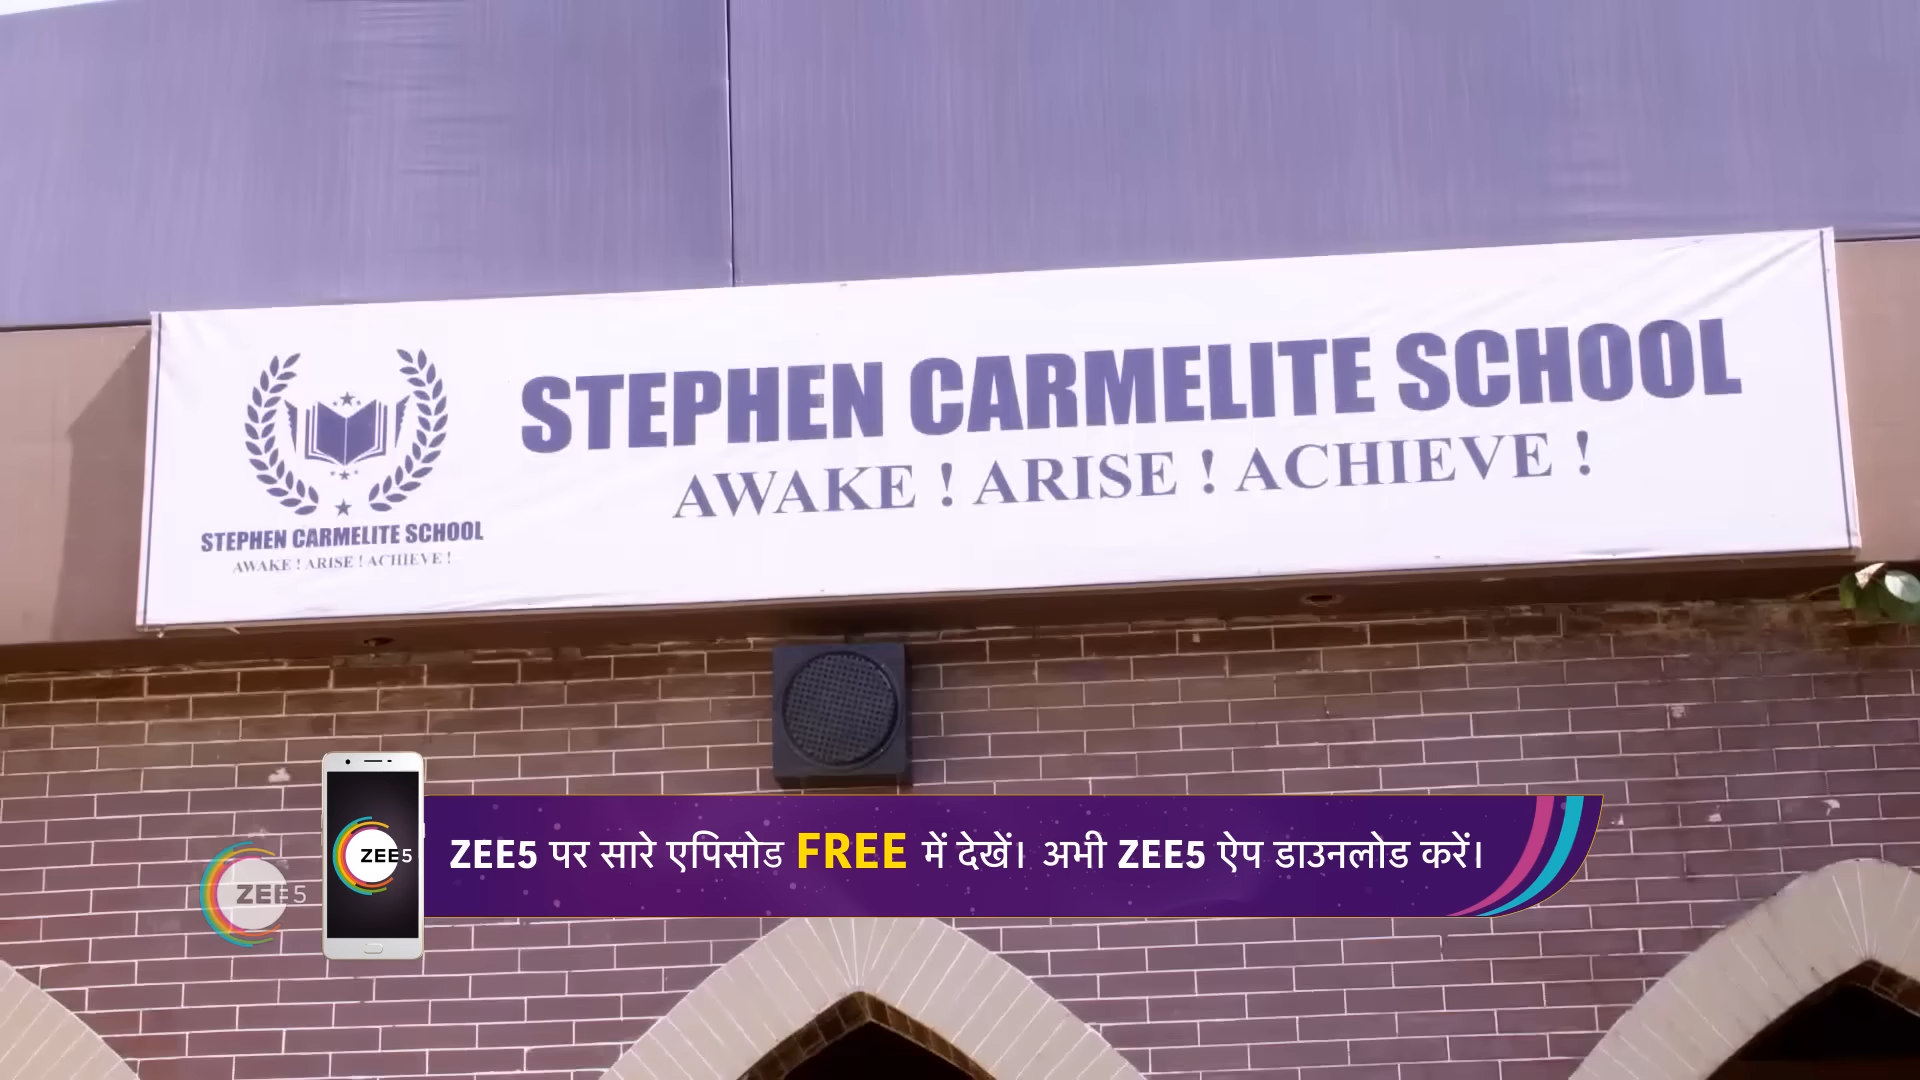 STEPHEN CARMELITE SCHOOL
AWAKE ! ARISE ! ACHIEVE !
STEPHEN CARMELITE SCHOOL
AWAKE ! ARISE ! ACHIEVE !
ZEE5
ZEE5
ZEE5 पर सारे एपिसोड FREE में देखें। अभी ZEE5 ऐप डाउनलोड करें।